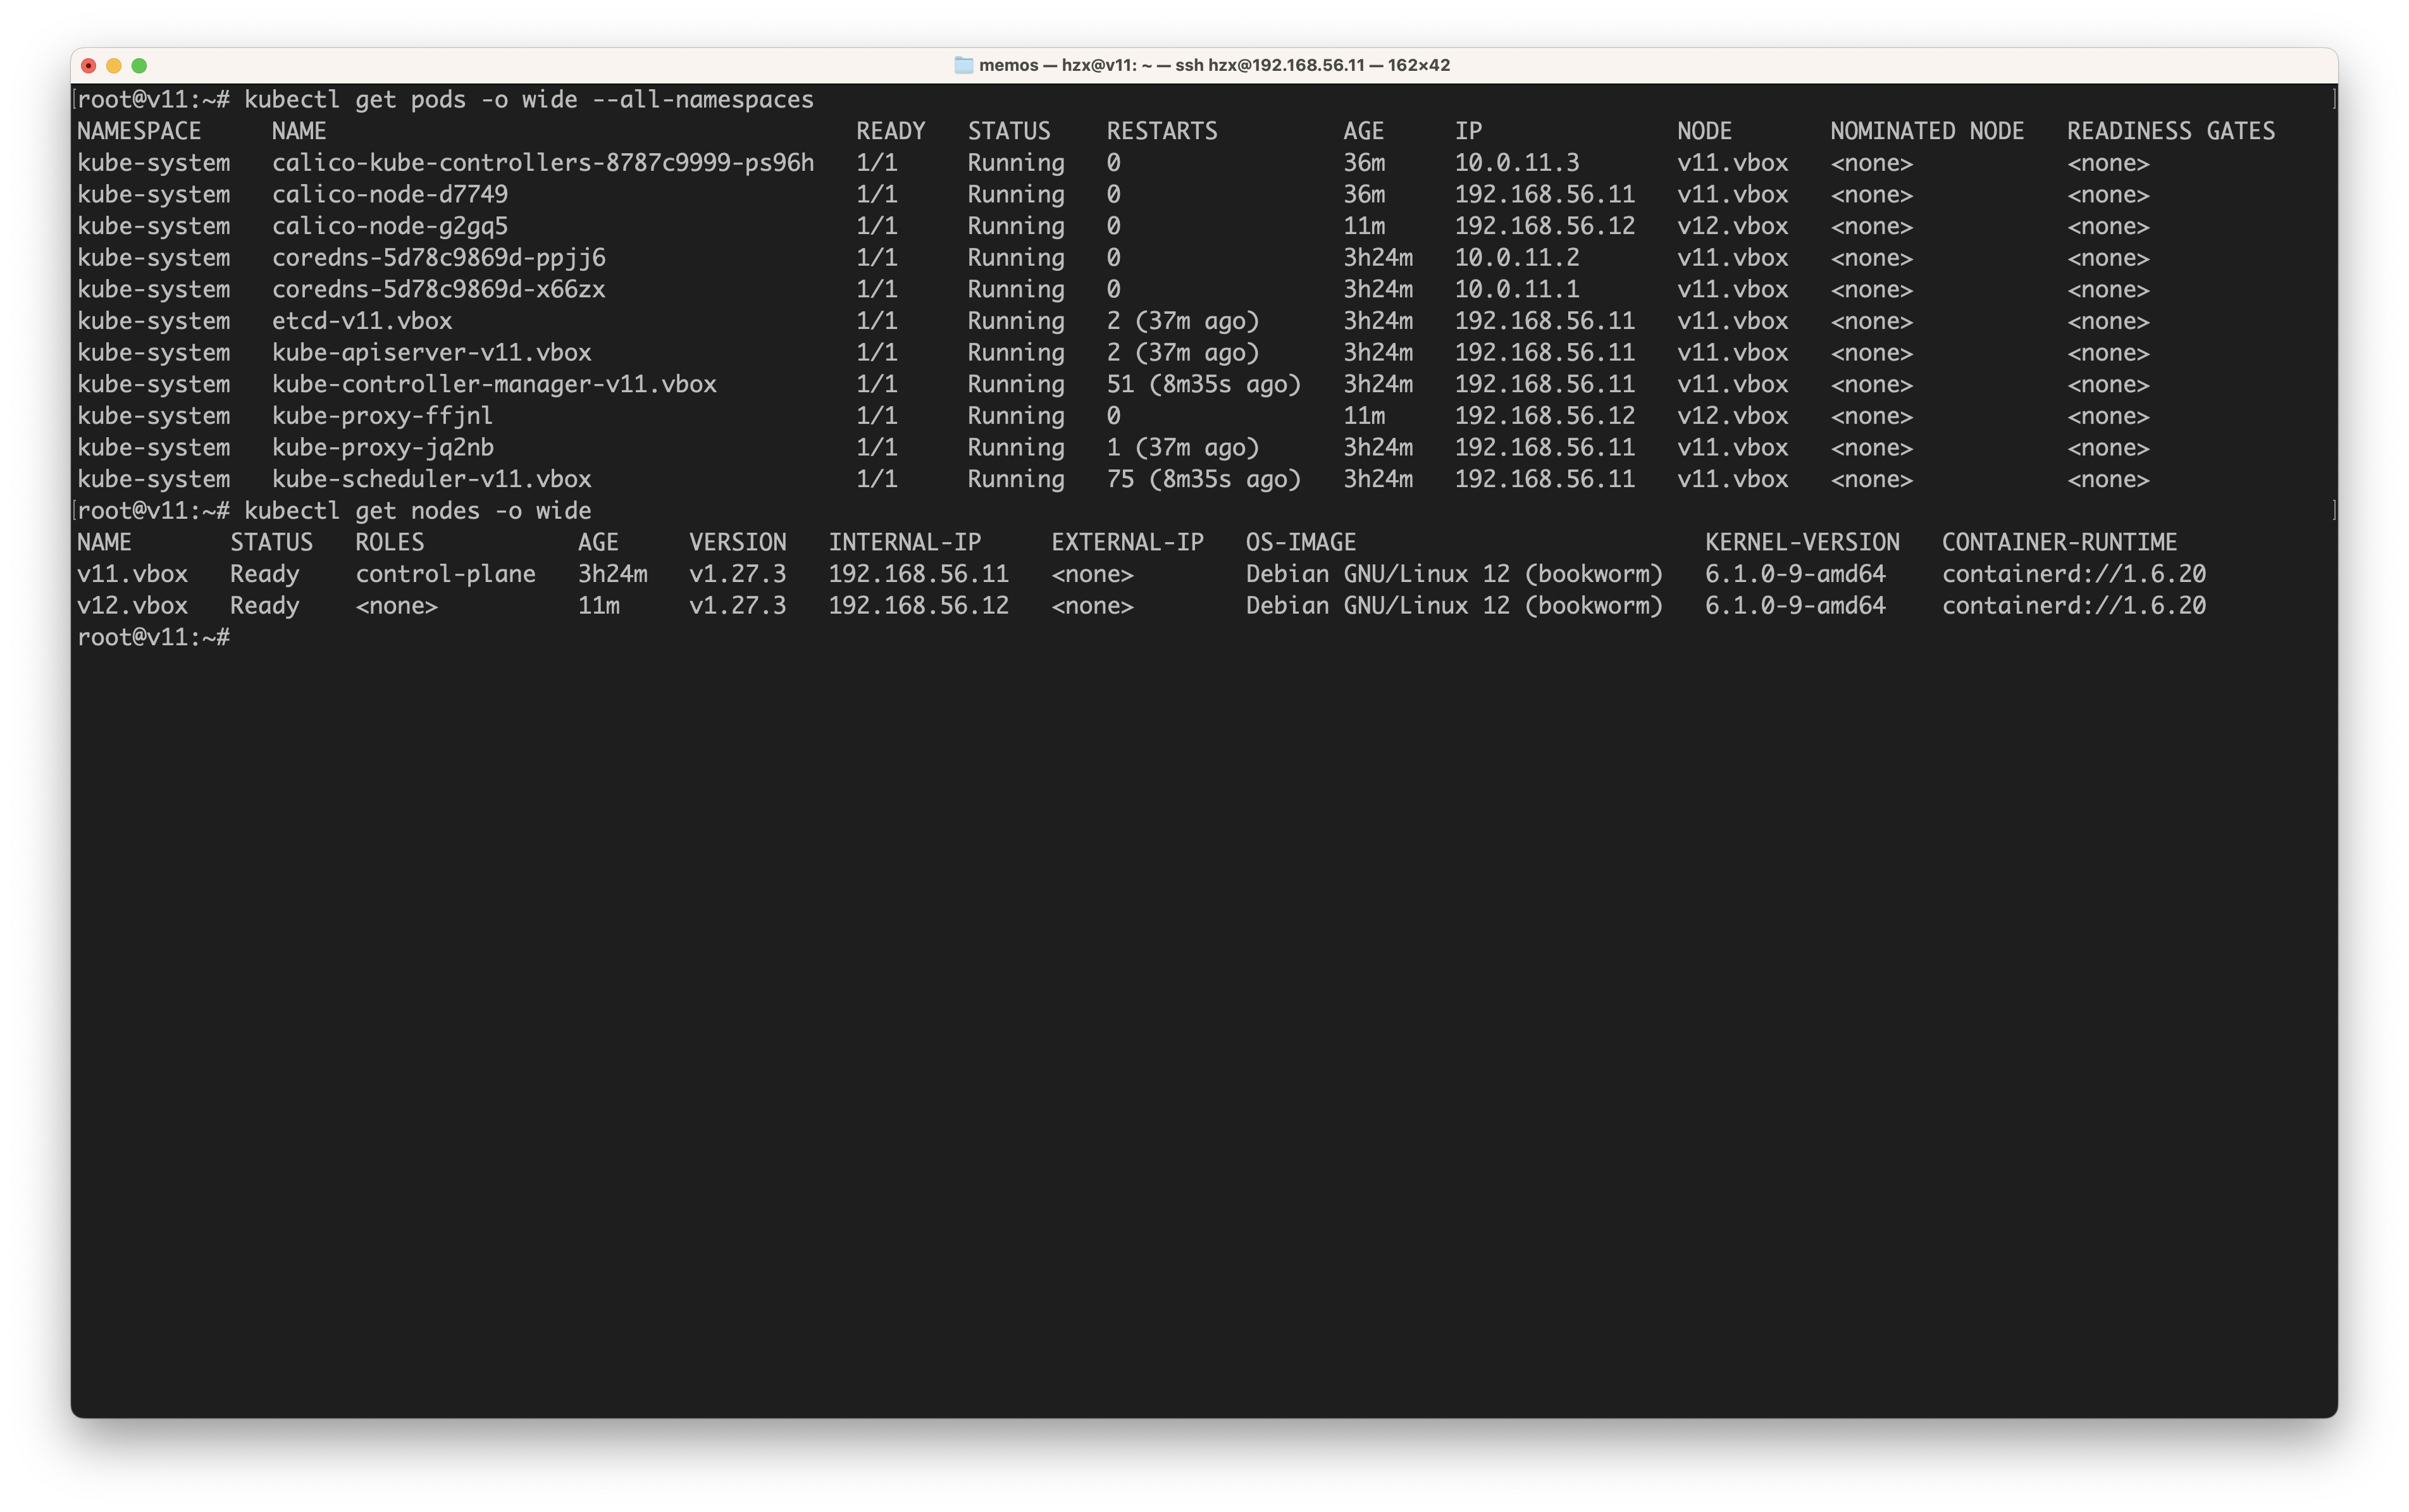 memos — hzx@v11: ~ — ssh hzx@192.168.56.11 — 162×42
[root@v11:~# kubectl get pods -o wide --all-namespaces ]
NAMESPACE     NAME                                      READY   STATUS    RESTARTS         AGE     IP              NODE       NOMINATED NODE   READINESS GATES
kube-system   calico-kube-controllers-8787c9999-ps96h   1/1     Running   0                36m     10.0.11.3       v11.vbox   <none>           <none>
kube-system   calico-node-d7749                         1/1     Running   0                36m     192.168.56.11   v11.vbox   <none>           <none>
kube-system   calico-node-g2gq5                         1/1     Running   0                11m     192.168.56.12   v12.vbox   <none>           <none>
kube-system   coredns-5d78c9869d-ppjj6                  1/1     Running   0                3h24m   10.0.11.2       v11.vbox   <none>           <none>
kube-system   coredns-5d78c9869d-x66zx                  1/1     Running   0                3h24m   10.0.11.1       v11.vbox   <none>           <none>
kube-system   etcd-v11.vbox                             1/1     Running   2 (37m ago)      3h24m   192.168.56.11   v11.vbox   <none>           <none>
kube-system   kube-apiserver-v11.vbox                   1/1     Running   2 (37m ago)      3h24m   192.168.56.11   v11.vbox   <none>           <none>
kube-system   kube-controller-manager-v11.vbox          1/1     Running   51 (8m35s ago)   3h24m   192.168.56.11   v11.vbox   <none>           <none>
kube-system   kube-proxy-ffjnl                          1/1     Running   0                11m     192.168.56.12   v12.vbox   <none>           <none>
kube-system   kube-proxy-jq2nb                          1/1     Running   1 (37m ago)      3h24m   192.168.56.11   v11.vbox   <none>           <none>
kube-system   kube-scheduler-v11.vbox                   1/1     Running   75 (8m35s ago)   3h24m   192.168.56.11   v11.vbox   <none>           <none>
[root@v11:~# kubectl get nodes -o wide ]
NAME       STATUS   ROLES           AGE     VERSION   INTERNAL-IP     EXTERNAL-IP   OS-IMAGE                         KERNEL-VERSION   CONTAINER-RUNTIME
v11.vbox   Ready    control-plane   3h24m   v1.27.3   192.168.56.11   <none>        Debian GNU/Linux 12 (bookworm)   6.1.0-9-amd64    containerd://1.6.20
v12.vbox   Ready    <none>          11m     v1.27.3   192.168.56.12   <none>        Debian GNU/Linux 12 (bookworm)   6.1.0-9-amd64    containerd://1.6.20
root@v11:~#